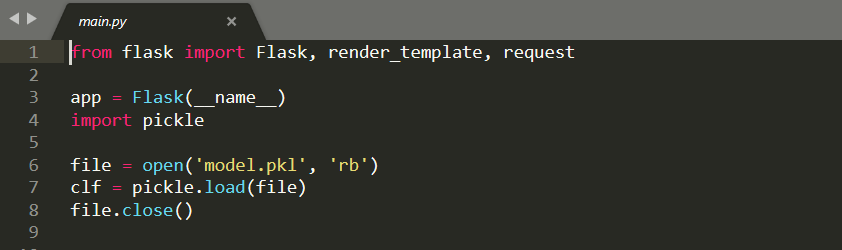 main.py ×
1 from flask import Flask, render_template, request
2
3 app = Flask(__name__)
4 import pickle
5
6 file = open('model.pkl', 'rb')
7 clf = pickle.load(file)
8 file.close()
9